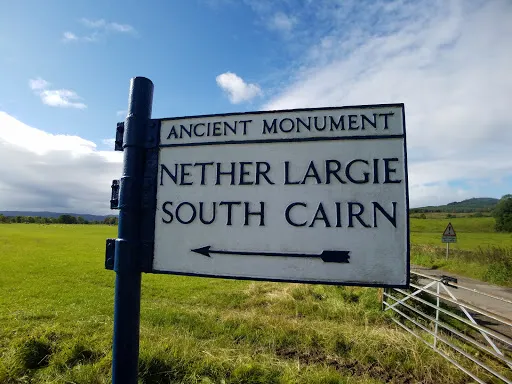 ANCIENT MONUMENT
NETHER LARGIE
SOUTH CAIRN